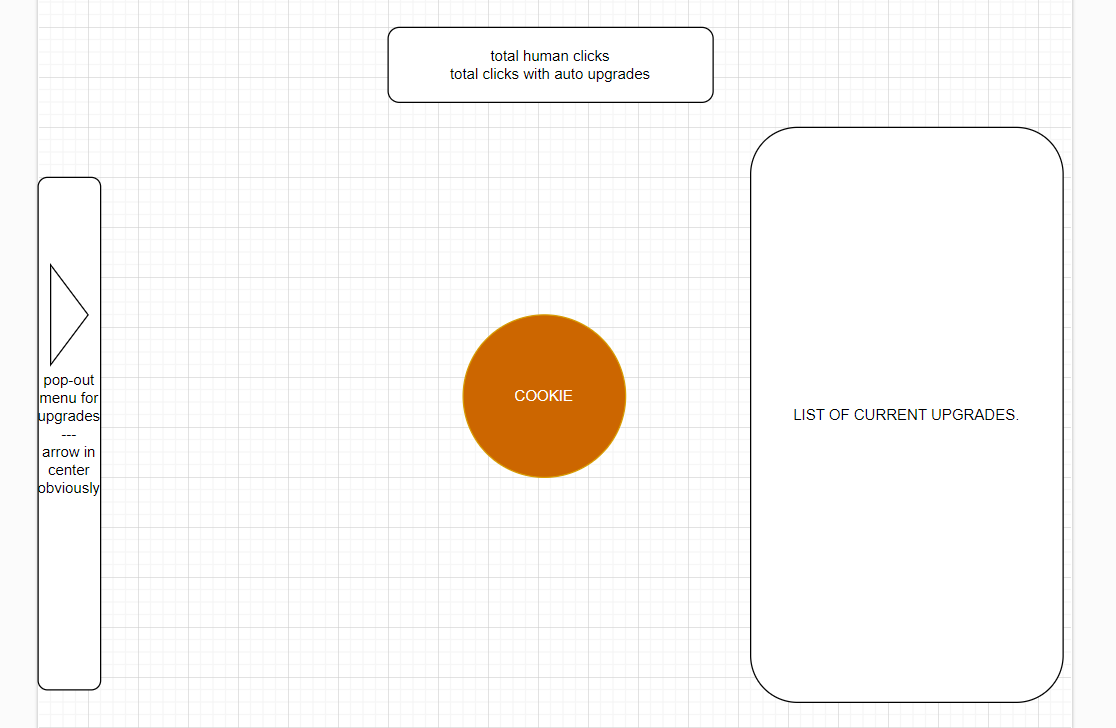 total human clicks
total clicks with auto upgrades
pop-out
menu for
upgrades
---
arrow in
center
obviously
COOKIE
LIST OF CURRENT UPGRADES.